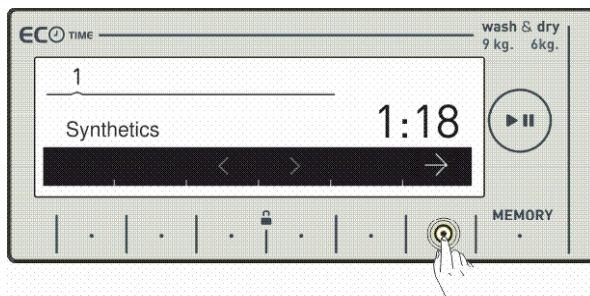 ECO TIME
wash & dry
9 kg. 6kg.
1
Synthetics
1:18
MEMORY